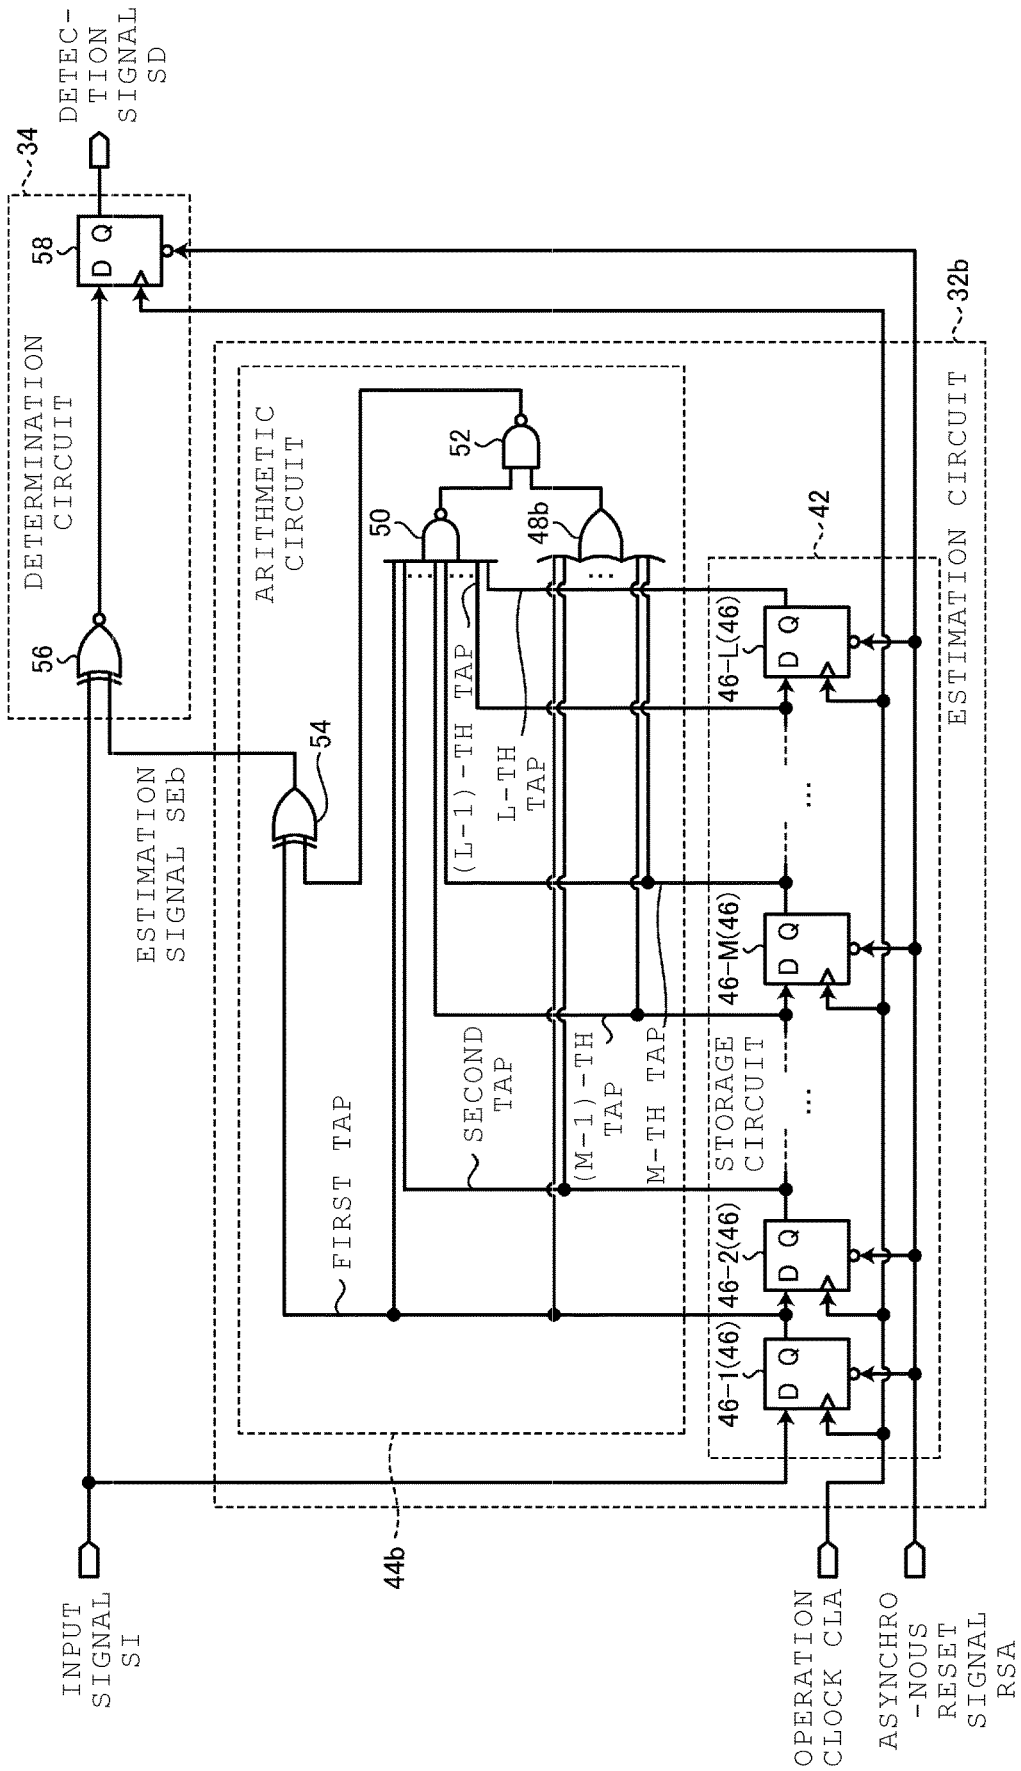 INPUT
SIGNAL
SI
OPERATION
CLOCK CLA
ASYNCHRO
-NOUS
RESET
SIGNAL
RSA
44b
ESTIMATION
SIGNAL SEb
56
DETERMINATION
CIRCUIT
58
D Q
34
DETEC-
TION
SIGNAL
SD
ARITHMETIC
CIRCUIT
54
FIRST TAP
SECOND
TAP
(M-1)-TH
TAP
M-TH TAP
(L-1)-TH TAP
L-TH
TAP
50
52
48b
STORAGE
CIRCUIT
46-1(46)
D Q
46-2(46)
D Q
...
46-M(46)
D Q
...
46-L(46)
D Q
42
ESTIMATION CIRCUIT
32b